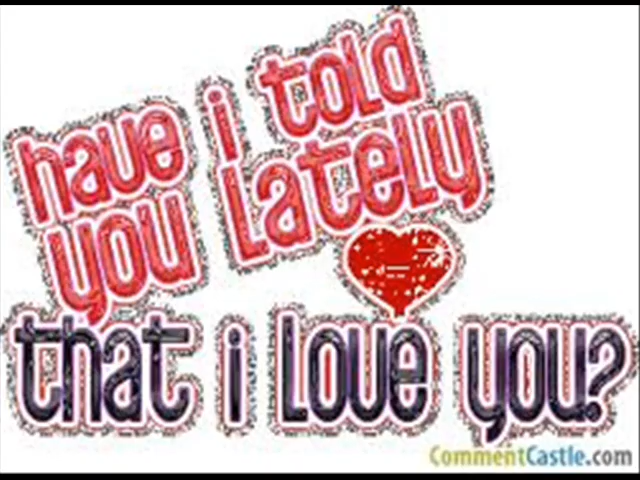 have i told
you lately
that i love you?
CommentCastle.com